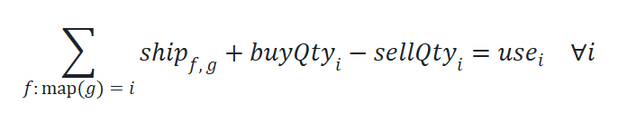 ∑ ship_{f,g} + buyQty_i − sellQty_i = use_i ∀i
f:map(g) = i